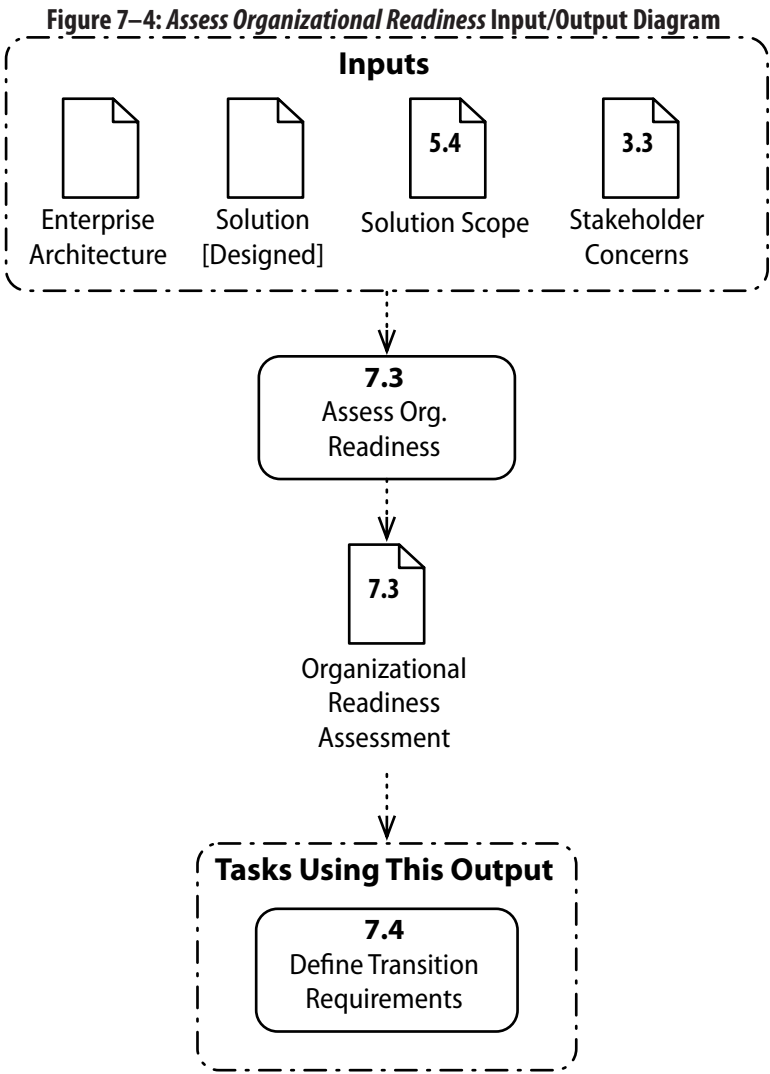 Figure 7–4: Assess Organizational Readiness Input/Output Diagram
Inputs
5.4
3.3
Enterprise
Architecture
Solution
[Designed]
Solution Scope
Stakeholder
Concerns
7.3
Assess Org.
Readiness
7.3
Organizational
Readiness
Assessment
Tasks Using This Output
7.4
Define Transition
Requirements